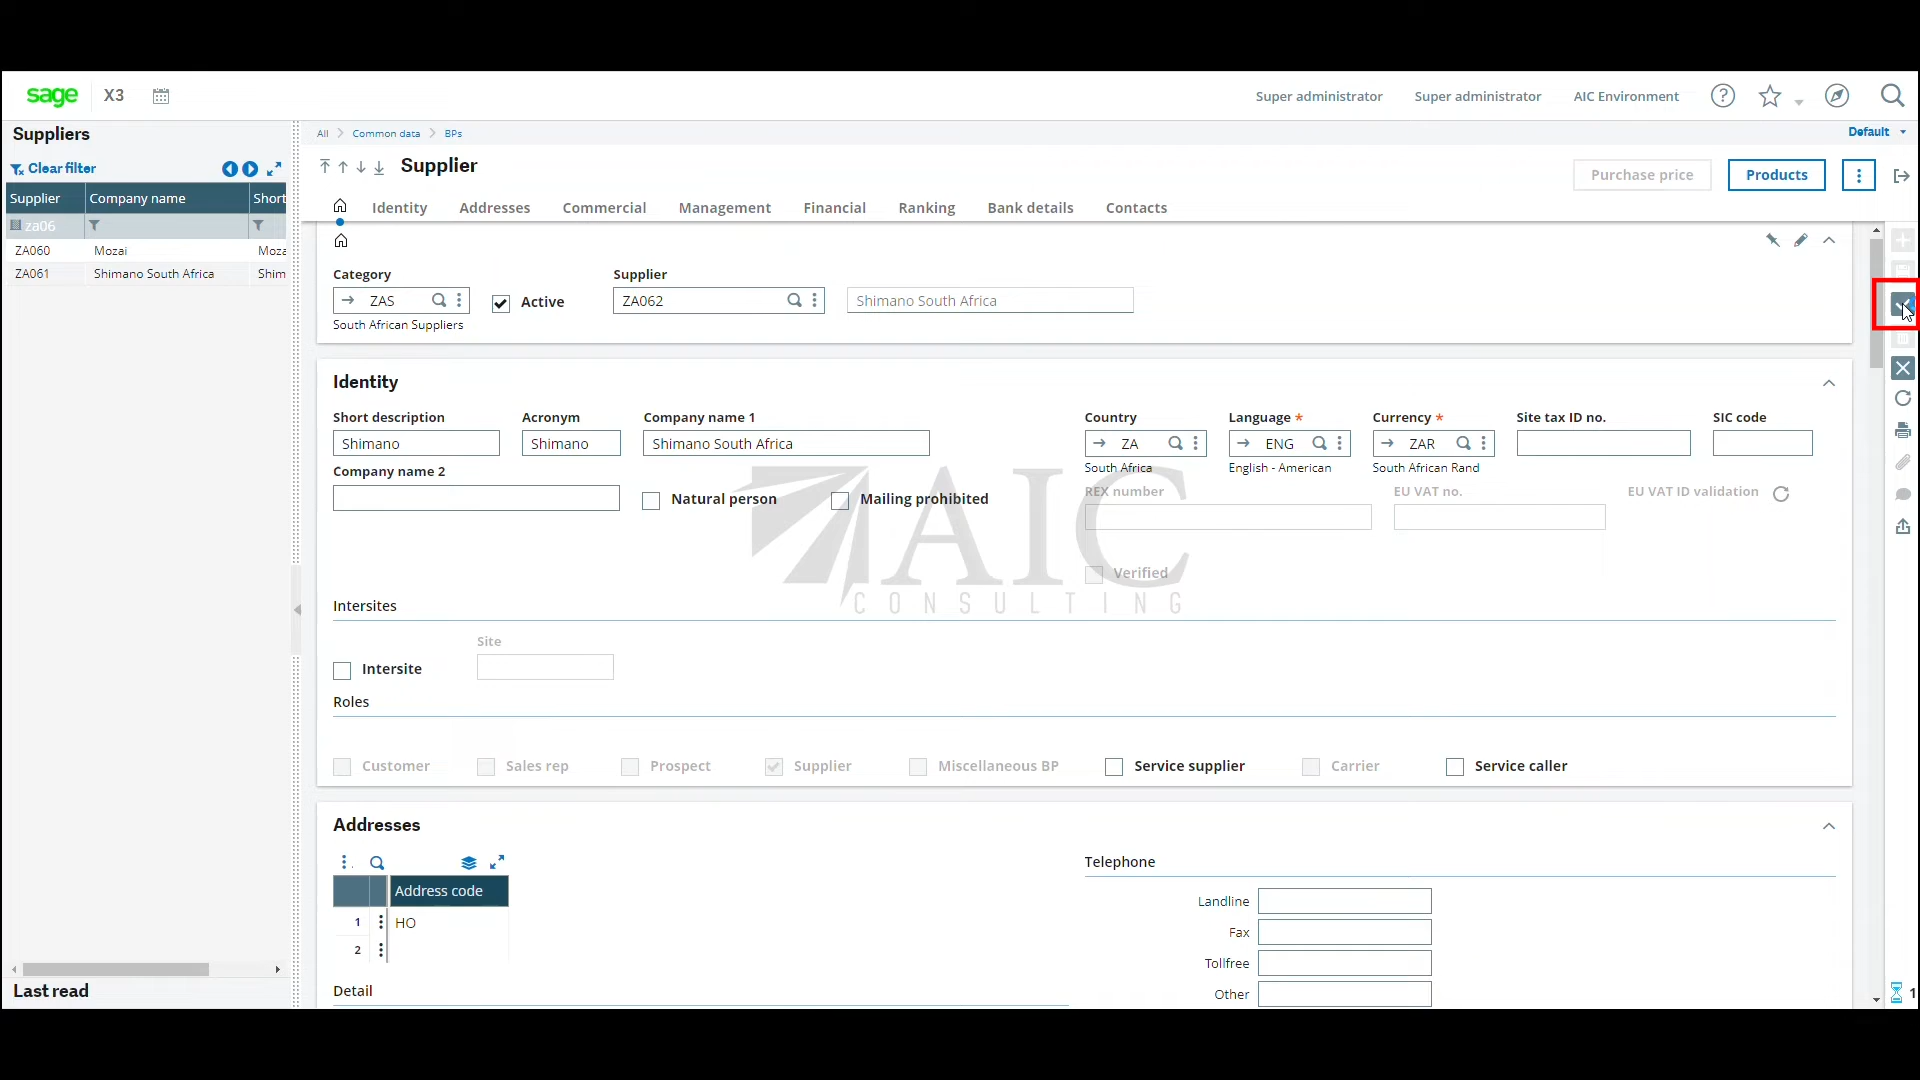 sage X3 Super administrator Super administrator AIC Environment
Suppliers
All Common data BPs Default
Clear filter
Supplier
Purchase price Products
Supplier Company name Short
za06
ZA060 Mozai Moza
ZA061 Shimano South Africa Shim
Identity Addresses Commercial Management Financial Ranking Bank details Contacts
Category Supplier
ZAS Active ZA062 Shimano South Africa
South African Suppliers
Identity
Short description Acronym Company name 1 Country Language * Currency * Site tax ID no. SIC code
Shimano Shimano Shimano South Africa ZA ENG ZAR
South Africa English - American South African Rand
Company name 2 REX number EU VAT no. EU VAT ID validation
Natural person Mailing prohibited
AIC
CONSULTING
Verified
Intersites
Site
Intersite
Roles
Customer Sales rep Prospect Supplier Miscellaneous BP Service supplier Carrier Service caller
Addresses
Telephone
Address code
1 HO
2
Landline
Fax
Tollfree
Detail
Other
Last read
1